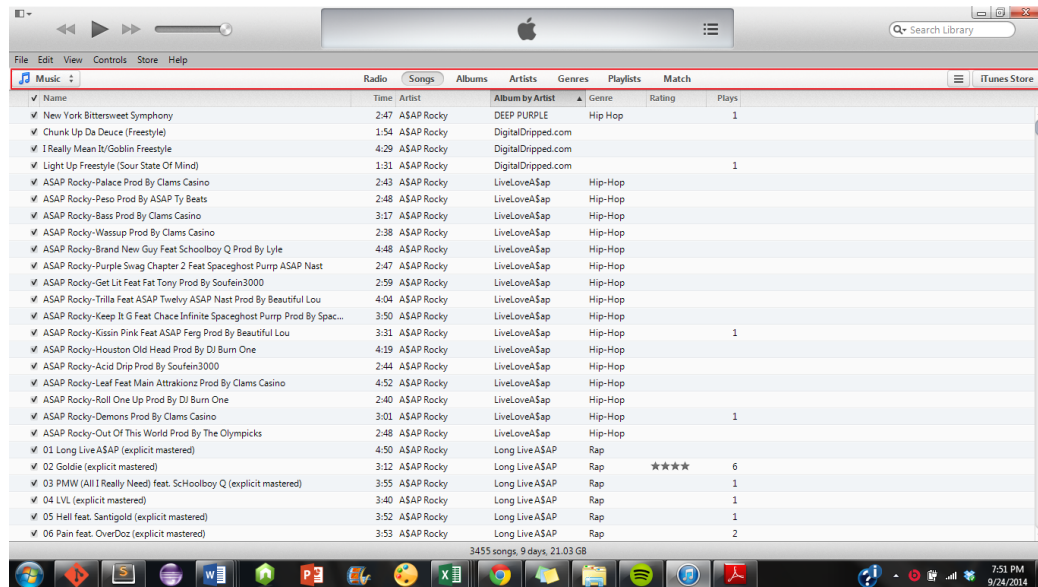 Search Library
File Edit View Controls Store Help
Music Radio Songs Albums Artists Genres Playlists Match iTunes Store
Name Time Artist Album by Artist Genre Rating Plays
New York Bittersweet Symphony 2:47 A$AP Rocky DEEP PURPLE Hip Hop 1
Chunk Up Da Deuce (Freestyle) 1:54 A$AP Rocky DigitalDripped.com
I Really Mean It/Goblin Freestyle 4:29 A$AP Rocky DigitalDripped.com
Light Up Freestyle (Sour State Of Mind) 1:31 A$AP Rocky DigitalDripped.com 1
ASAP Rocky-Palace Prod By Clams Casino 2:43 A$AP Rocky LiveLoveA$ap Hip-Hop
ASAP Rocky-Peso Prod By ASAP Ty Beats 2:48 A$AP Rocky LiveLoveA$ap Hip-Hop
ASAP Rocky-Bass Prod By Clams Casino 3:17 A$AP Rocky LiveLoveA$ap Hip-Hop
ASAP Rocky-Wassup Prod By Clams Casino 2:38 A$AP Rocky LiveLoveA$ap Hip-Hop
ASAP Rocky-Brand New Guy Feat Schoolboy Q Prod By Lyle 4:48 A$AP Rocky LiveLoveA$ap Hip-Hop
ASAP Rocky-Purple Swag Chapter 2 Feat Spaceghost Purrp ASAP Nast 2:47 A$AP Rocky LiveLoveA$ap Hip-Hop
ASAP Rocky-Get Lit Feat Fat Tony Prod By Soufein3000 2:59 A$AP Rocky LiveLoveA$ap Hip-Hop
ASAP Rocky-Trilla Feat ASAP Twelvy ASAP Nast Prod By Beautiful Lou 4:04 A$AP Rocky LiveLoveA$ap Hip-Hop
ASAP Rocky-Keep It G Feat Chace Infinite Spaceghost Purrp Prod By Spac... 3:50 A$AP Rocky LiveLoveA$ap Hip-Hop
ASAP Rocky-Kissin Pink Feat ASAP Ferg Prod By Beautiful Lou 3:31 A$AP Rocky LiveLoveA$ap Hip-Hop 1
ASAP Rocky-Houston Old Head Prod By DJ Burn One 4:19 A$AP Rocky LiveLoveA$ap Hip-Hop
ASAP Rocky-Acid Drip Prod By Soufein3000 2:44 A$AP Rocky LiveLoveA$ap Hip-Hop
ASAP Rocky-Leaf Feat Main Attrakionz Prod By Clams Casino 4:52 A$AP Rocky LiveLoveA$ap Hip-Hop
ASAP Rocky-Roll One Up Prod By DJ Burn One 2:40 A$AP Rocky LiveLoveA$ap Hip-Hop
ASAP Rocky-Demons Prod By Clams Casino 3:01 A$AP Rocky LiveLoveA$ap Hip-Hop 1
ASAP Rocky-Out Of This World Prod By The Olympicks 2:48 A$AP Rocky LiveLoveA$ap Hip-Hop
01 Long Live A$AP (explicit mastered) 4:50 A$AP Rocky Long Live A$AP Rap
02 Goldie (explicit mastered) 3:12 A$AP Rocky Long Live A$AP Rap ★★★★ 6
03 PMW (All I Really Need) feat. ScHoolboy Q (explicit mastered) 3:55 A$AP Rocky Long Live A$AP Rap 1
04 LVL (explicit mastered) 3:40 A$AP Rocky Long Live A$AP Rap 1
05 Hell feat. Santigold (explicit mastered) 3:52 A$AP Rocky Long Live A$AP Rap 1
06 Pain feat. OverDoz (explicit mastered) 3:53 A$AP Rocky Long Live A$AP Rap 2
3455 songs, 9 days, 21.03 GB
7:51 PM
9/24/2014